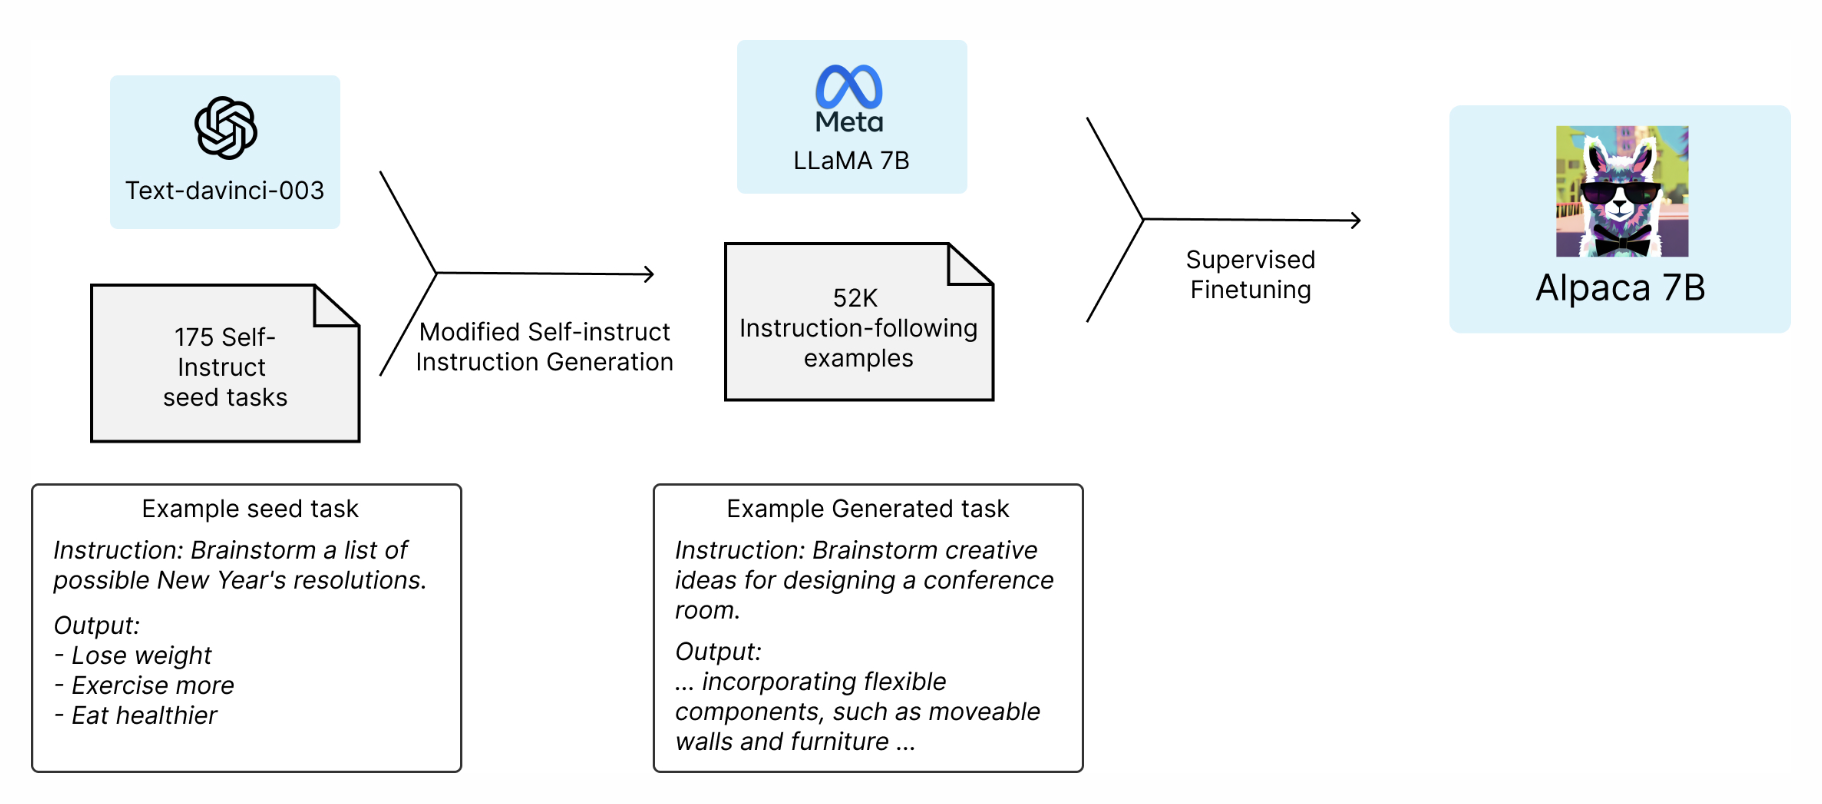 Text-davinci-003
175 Self-
Instruct
seed tasks
Modified Self-instruct
Instruction Generation
Meta
LLaMA 7B
52K
Instruction-following
examples
Supervised
Finetuning
Alpaca 7B
Example seed task
Instruction: Brainstorm a list of
possible New Year's resolutions.
Output:
- Lose weight
- Exercise more
- Eat healthier
Example Generated task
Instruction: Brainstorm creative
ideas for designing a conference
room.
Output:
... incorporating flexible
components, such as moveable
walls and furniture ...